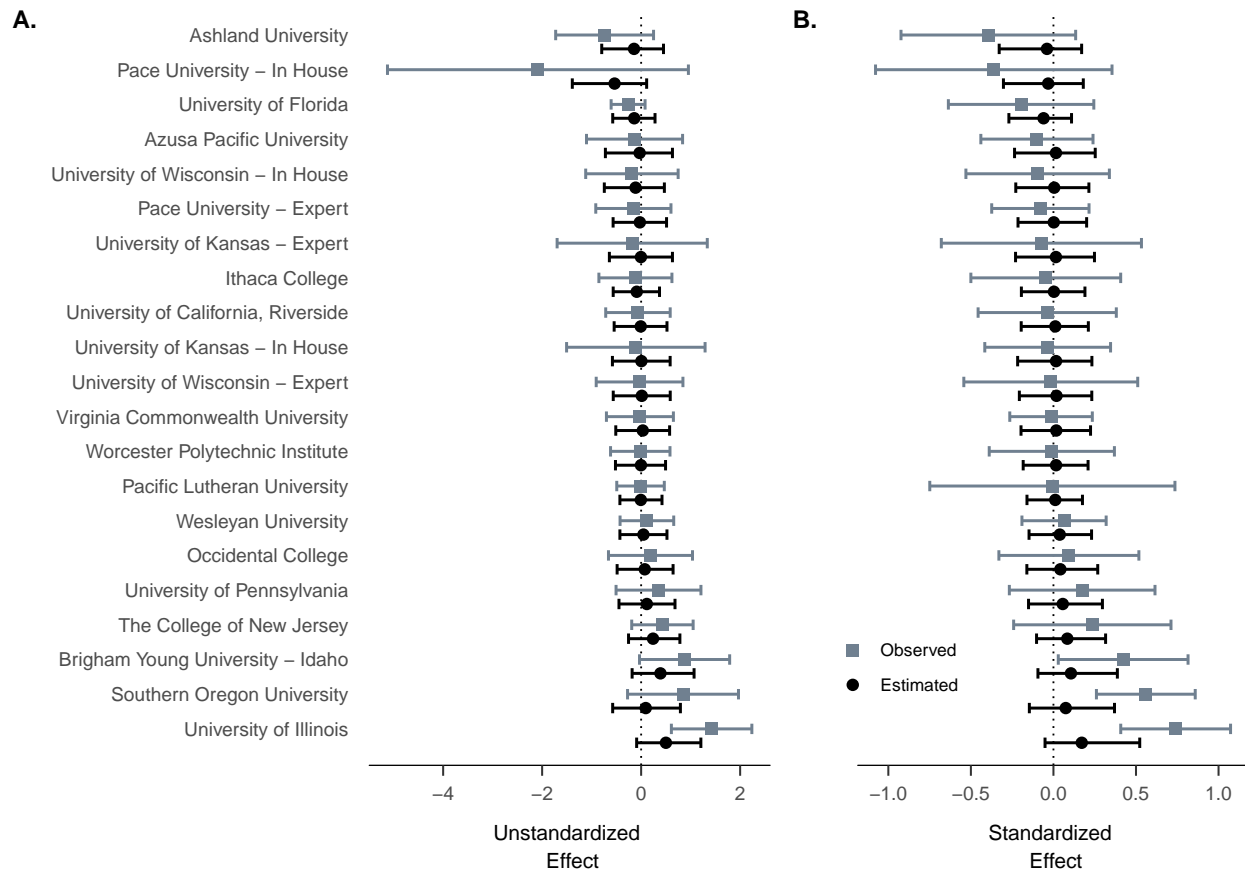 A.
B.
Ashland University
Pace University – In House
University of Florida
Azusa Pacific University
University of Wisconsin – In House
Pace University – Expert
University of Kansas – Expert
Ithaca College
University of California, Riverside
University of Kansas – In House
University of Wisconsin – Expert
Virginia Commonwealth University
Worcester Polytechnic Institute
Pacific Lutheran University
Wesleyan University
Occidental College
University of Pennsylvania
The College of New Jersey
Brigham Young University – Idaho
Southern Oregon University
University of Illinois
Observed
Estimated
−4 −2 0 2
−1.0 −0.5 0.0 0.5 1.0
Unstandardized
Effect
Standardized
Effect